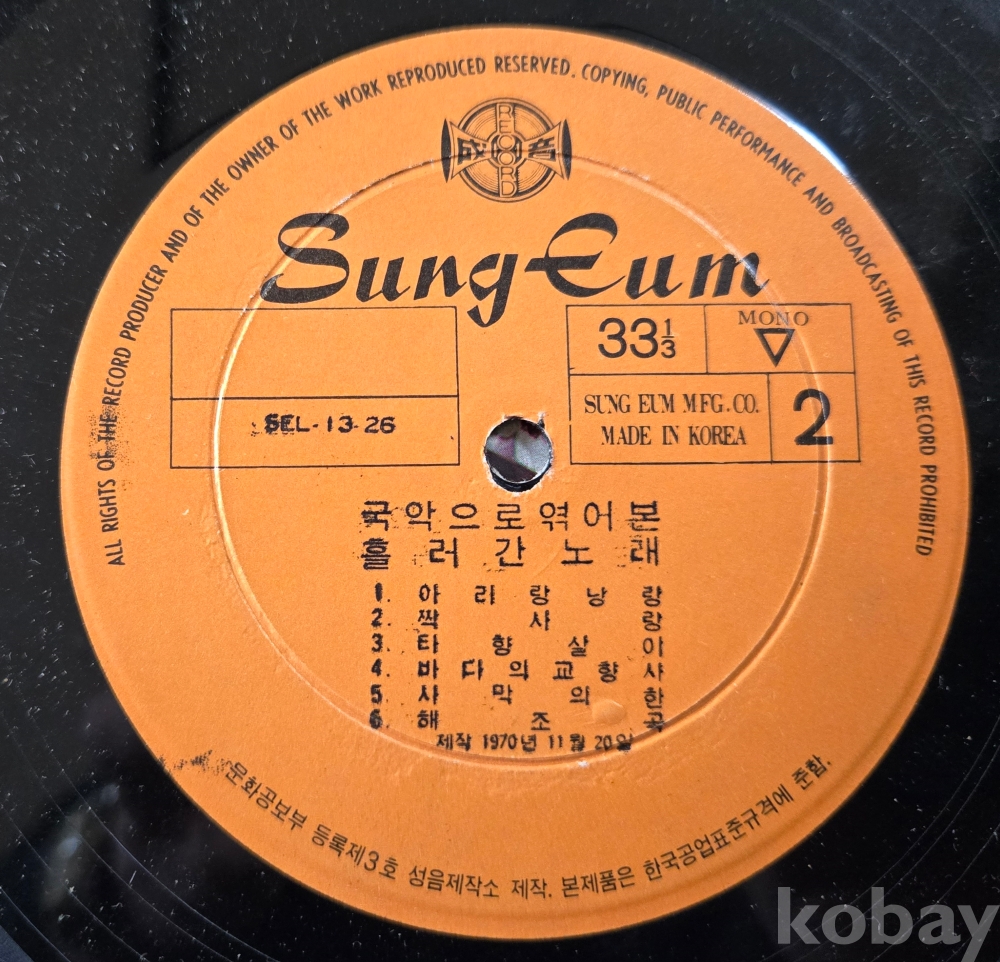 ALL RIGHTS OF THE RECORD PRODUCER AND OF THE OWNER OF THE WORK REPRODUCED RESERVED. COPYING, PUBLIC PERFORMANCE AND BROADCASTING OF THIS RECORD PROHIBITED
RECORD
成音
Sung Eum
33 1/3
MONO
SEL-13-26
SUNG EUM MFG. CO.
MADE IN KOREA
2
국악으로엮어본
흘러간노래
1. 아리랑낭랑
2. 짝사랑
3. 타향살이
4. 바다의교향사
5. 사막의한
6. 해조곡
제작 1970년 11월 20일
문화공보부 등록제3호 성음제작소 제작. 본제품은 한국공업표준규격에 준함.
kobay